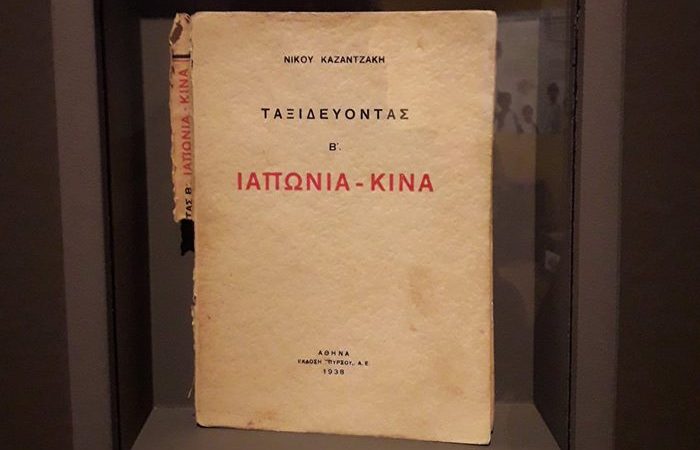 ΝΙΚΟΥ ΚΑΖΑΝΤΖΑΚΗ
ΤΑΞΙΔΕΥΟΝΤΑΣ
Β΄.
ΙΑΠΩΝΙΑ - ΚΙΝΑ
ΑΘΗΝΑ
ΕΚΔΟΣΗ "ΠΥΡΣΟΥ,, Α. Ε.
1938
ΤΑΣ Β΄ ΙΑΠΩΝΙΑ - ΚΙΝΑ